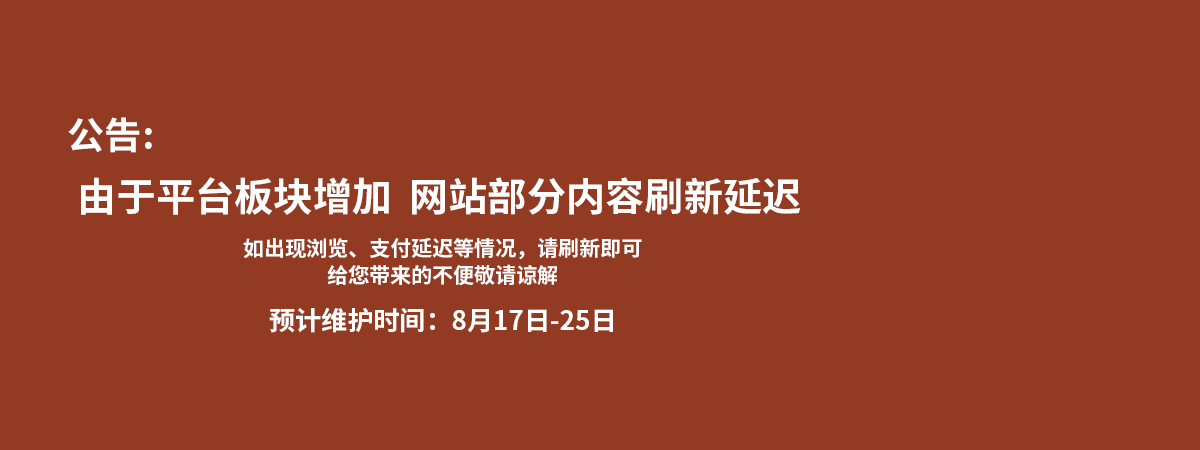 公告:
由于平台板块增加 网站部分内容刷新延迟
如出现浏览、支付延迟等情况，请刷新即可
给您带来的不便敬请谅解
预计维护时间：8月17日-25日